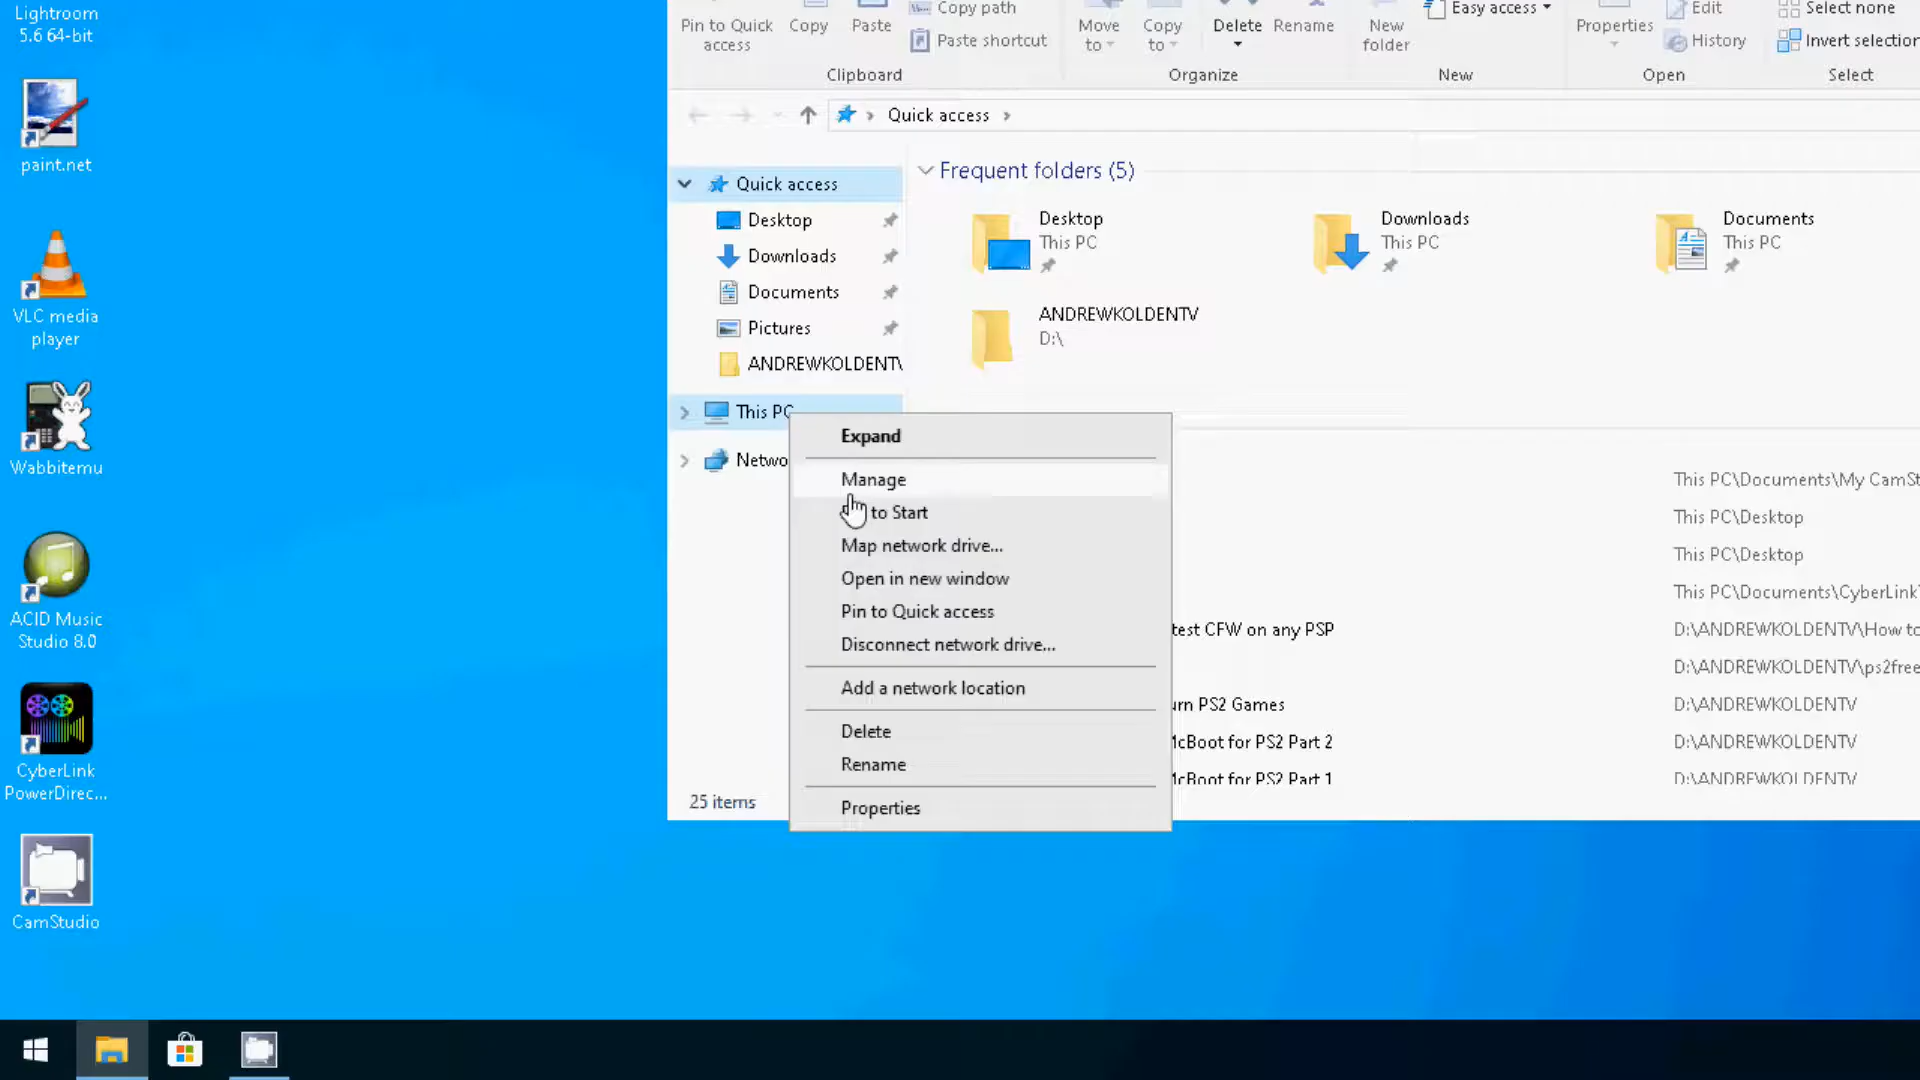 Lightroom
5.6 64-bit
paint.net
VLC media
player
Wabbitemu
ACID Music
Studio 8.0
CyberLink
PowerDirec...
CamStudio
Pin to Quick
access
Copy
Paste
Copy path
Paste shortcut
Clipboard
Move
to
Copy
to
Delete
Rename
Organize
New
folder
New
Easy access
Properties
Edit
History
Open
Select none
Invert selection
Select
Quick access
Quick access
Desktop
Downloads
Documents
Pictures
ANDREWKOLDENTV
This PC
Netwo
25 items
Frequent folders (5)
Desktop
This PC
Downloads
This PC
Documents
This PC
ANDREWKOLDENTV
D:\
Expand
Manage
to Start
Map network drive...
Open in new window
Pin to Quick access
Disconnect network drive...
Add a network location
Delete
Rename
Properties
This PC\Documents\My CamSt
This PC\Desktop
This PC\Desktop
This PC\Documents\CyberLink\
test CFW on any PSP
D:\ANDREWKOLDENTV\How to
D:\ANDREWKOLDENTV\ps2free
urn PS2 Games
D:\ANDREWKOLDENTV
McBoot for PS2 Part 2
D:\ANDREWKOLDENTV
McBoot for PS2 Part 1
D:\ANDREWKOLDENTV